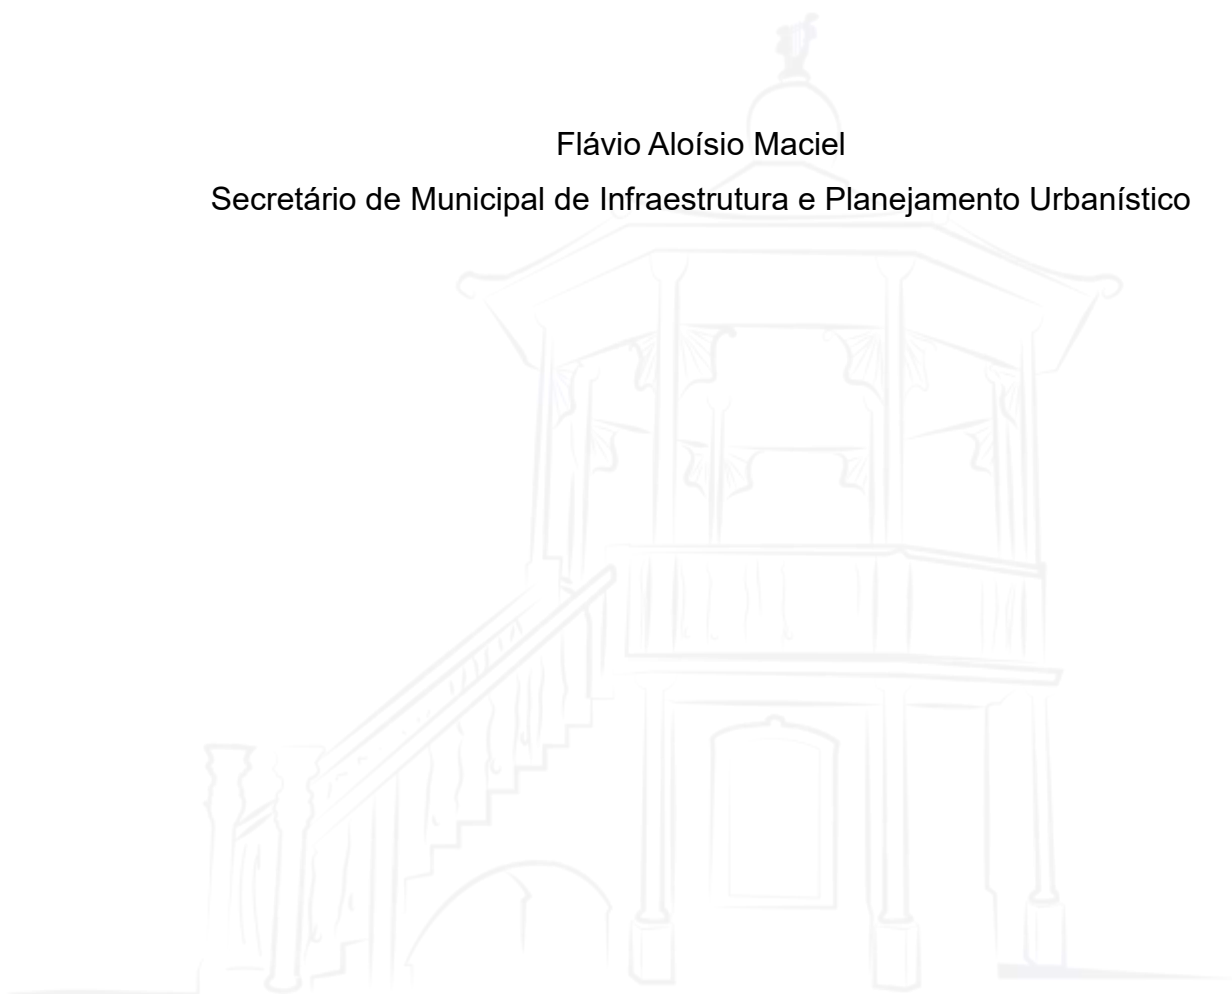 Flávio Aloísio Maciel
Secretário de Municipal de Infraestrutura e Planejamento Urbanístico